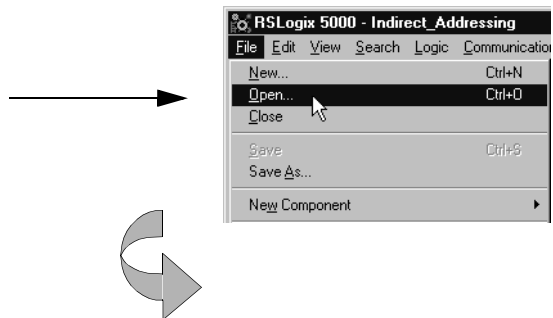 RSLogix 5000 - Indirect_Addressing
File Edit View Search Logic Communication
New... Ctrl+N
Open... Ctrl+O
Close
Save Ctrl+S
Save As...
New Component